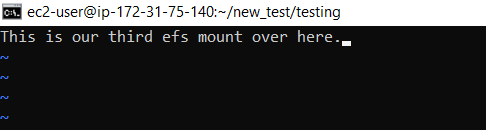 ec2-user@ip-172-31-75-140:~/new_test/testing
This is our third efs mount over here.
~
~
~
~